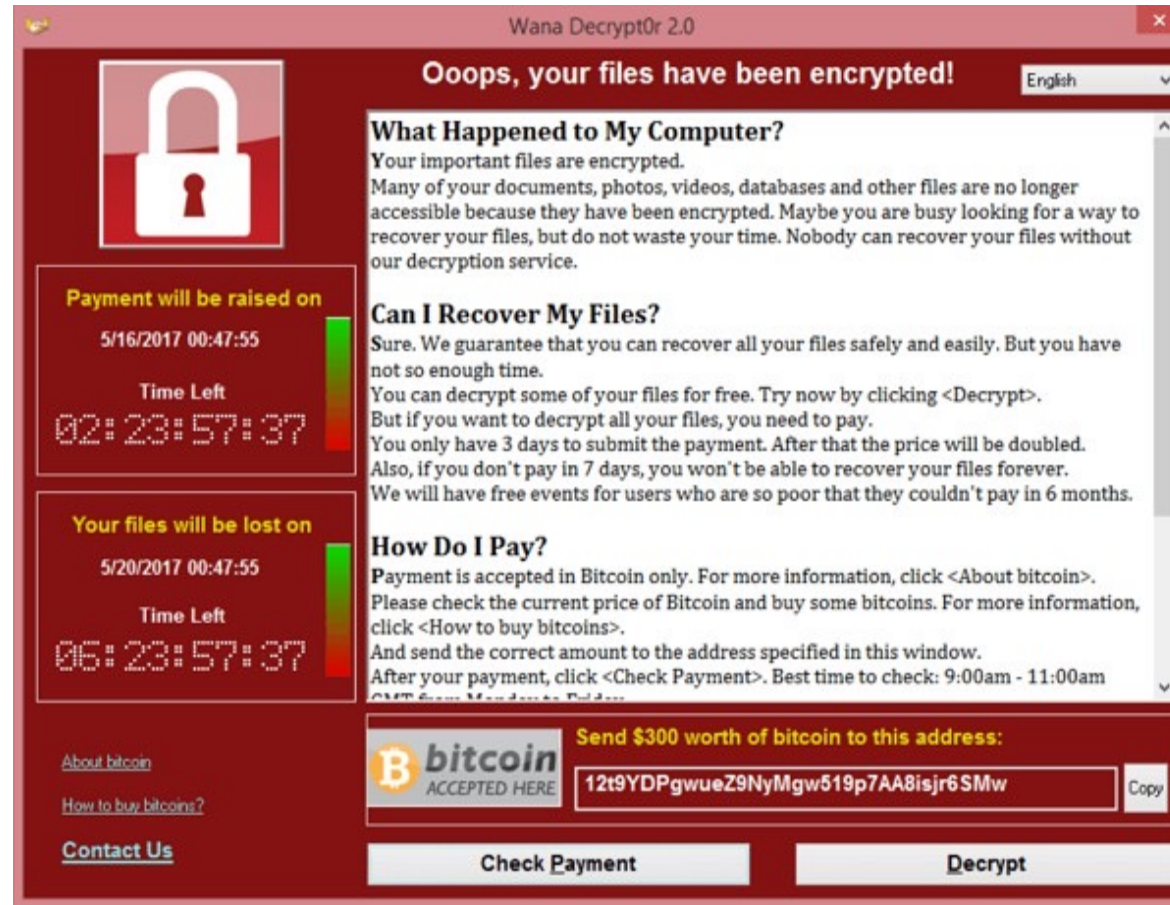 Wana Decrypt0r 2.0
Ooops, your files have been encrypted!
English
Payment will be raised on
5/16/2017 00:47:55
Time Left
02:23:57:37
Your files will be lost on
5/20/2017 00:47:55
Time Left
06:23:57:37
About bitcoin
How to buy bitcoins?
Contact Us
What Happened to My Computer?
Your important files are encrypted.
Many of your documents, photos, videos, databases and other files are no longer
accessible because they have been encrypted. Maybe you are busy looking for a way to
recover your files, but do not waste your time. Nobody can recover your files without
our decryption service.
Can I Recover My Files?
Sure. We guarantee that you can recover all your files safely and easily. But you have
not so enough time.
You can decrypt some of your files for free. Try now by clicking <Decrypt>.
But if you want to decrypt all your files, you need to pay.
You only have 3 days to submit the payment. After that the price will be doubled.
Also, if you don't pay in 7 days, you won't be able to recover your files forever.
We will have free events for users who are so poor that they couldn't pay in 6 months.
How Do I Pay?
Payment is accepted in Bitcoin only. For more information, click <About bitcoin>.
Please check the current price of Bitcoin and buy some bitcoins. For more information,
click <How to buy bitcoins>.
And send the correct amount to the address specified in this window.
After your payment, click <Check Payment>. Best time to check: 9:00am - 11:00am
GMT from Monday to Friday
bitcoin
ACCEPTED HERE
Send $300 worth of bitcoin to this address:
12t9YDPgwueZ9NyMgw519p7AA8isjr6SMw
Copy
Check Payment
Decrypt